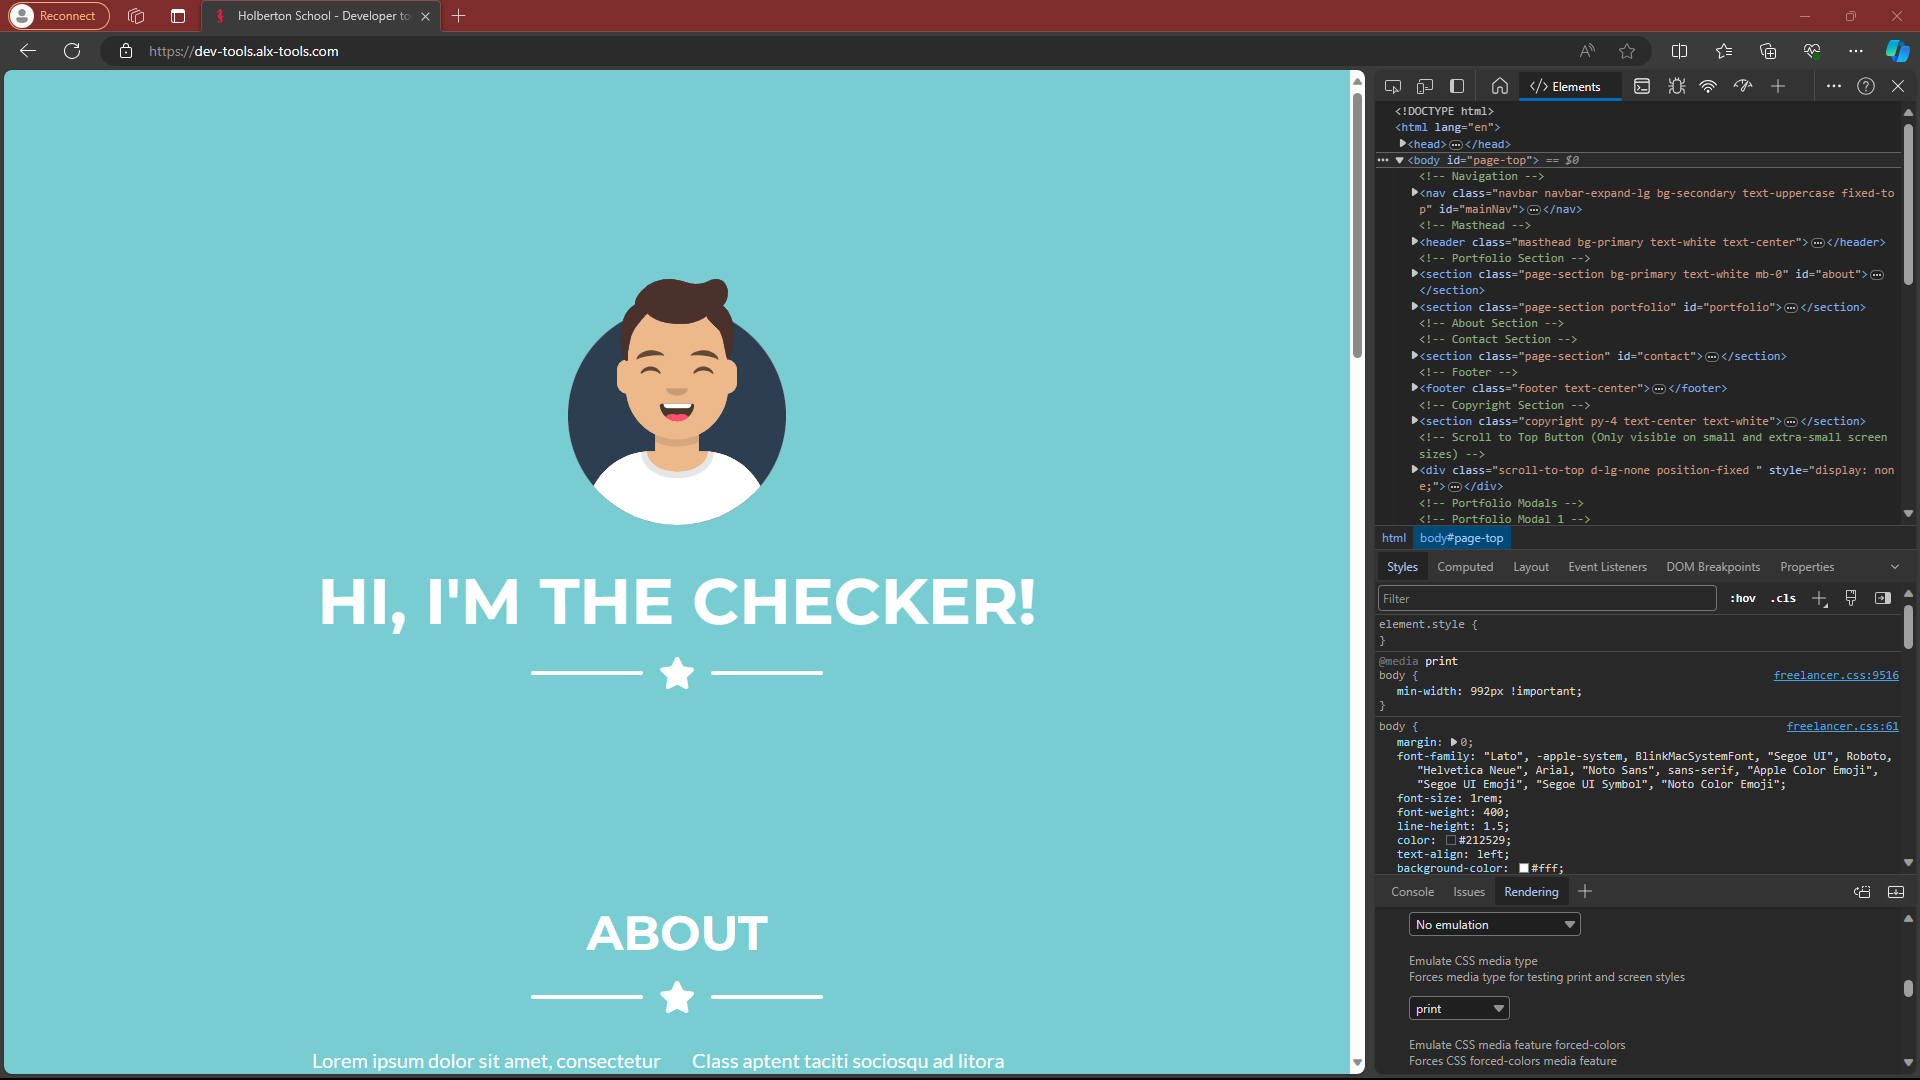 Reconnect
Holberton School - Developer to
https://dev-tools.alx-tools.com
HI, I'M THE CHECKER!
ABOUT
Lorem ipsum dolor sit amet, consectetur
Class aptent taciti sociosqu ad litora
Elements
<!DOCTYPE html>
<html lang="en">
<head>
</head>
<body id="page-top"> == $0
<!-- Navigation -->
<nav class="navbar navbar-expand-lg bg-secondary text-uppercase fixed-to
p" id="mainNav"> </nav>
<!-- Masthead -->
<header class="masthead bg-primary text-white text-center"> </header>
<!-- Portfolio Section -->
<section class="page-section bg-primary text-white mb-0" id="about">
</section>
<section class="page-section portfolio" id="portfolio"> </section>
<!-- About Section -->
<!-- Contact Section -->
<section class="page-section" id="contact"> </section>
<!-- Footer -->
<footer class="footer text-center"> </footer>
<!-- Copyright Section -->
<section class="copyright py-4 text-center text-white"> </section>
<!-- Scroll to Top Button (Only visible on small and extra-small screen
sizes) -->
<div class="scroll-to-top d-lg-none position-fixed " style="display: non
e;"> </div>
<!-- Portfolio Modals -->
<!-- Portfolio Modal 1 -->
html body#page-top
Styles Computed Layout Event Listeners DOM Breakpoints Properties
Filter :hov .cls
element.style {
}
@media print
body { freelancer.css:9516
min-width: 992px !important;
}
body { freelancer.css:61
margin: 0;
font-family: "Lato", -apple-system, BlinkMacSystemFont, "Segoe UI", Roboto,
"Helvetica Neue", Arial, "Noto Sans", sans-serif, "Apple Color Emoji",
"Segoe UI Emoji", "Segoe UI Symbol", "Noto Color Emoji";
font-size: 1rem;
font-weight: 400;
line-height: 1.5;
color: #212529;
text-align: left;
background-color: #fff;
Console Issues Rendering
No emulation
Emulate CSS media type
Forces media type for testing print and screen styles
print
Emulate CSS media feature forced-colors
Forces CSS forced-colors media feature